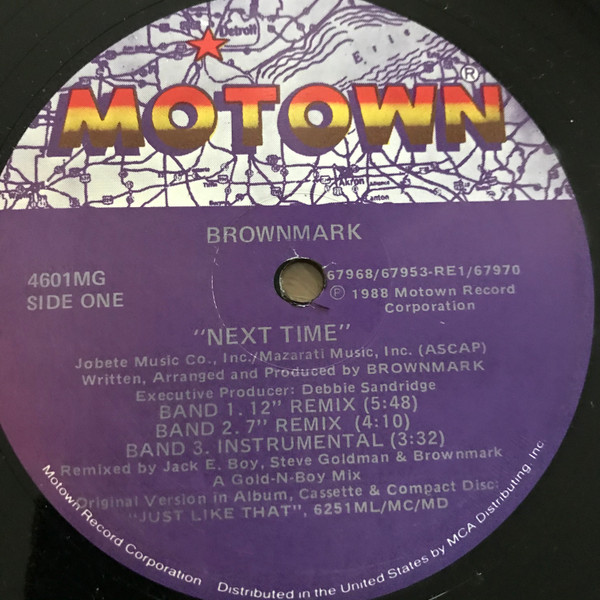 Detroit
Erie
MOTOWN®
Akron
Canton
BROWNMARK
4601MG
SIDE ONE
67968/67953-RE1/67970
Ⓟ 1988 Motown Record
Corporation
"NEXT TIME"
Jobete Music Co., Inc./Mazarati Music, Inc. (ASCAP)
Written, Arranged and Produced by BROWNMARK
Executive Producer: Debbie Sandridge
BAND 1. 12" REMIX (5:48)
BAND 2. 7" REMIX (4:10)
BAND 3. INSTRUMENTAL (3:32)
Remixed by Jack E. Boy, Steve Goldman & Brownmark
A Gold-N-Boy Mix
Original Version in Album, Cassette & Compact Disc:
"JUST LIKE THAT", 6251ML/MC/MD
Motown Record Corporation Distributed in the United States by MCA Distributing, Inc.